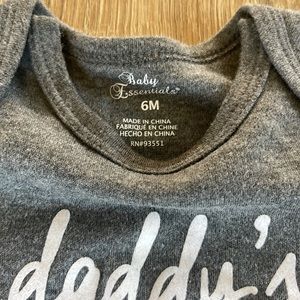 Baby
Essentials
6M
MADE IN CHINA
FABRIQUÉ EN CHINE
HECHO EN CHINA
RN#93551
daddy's